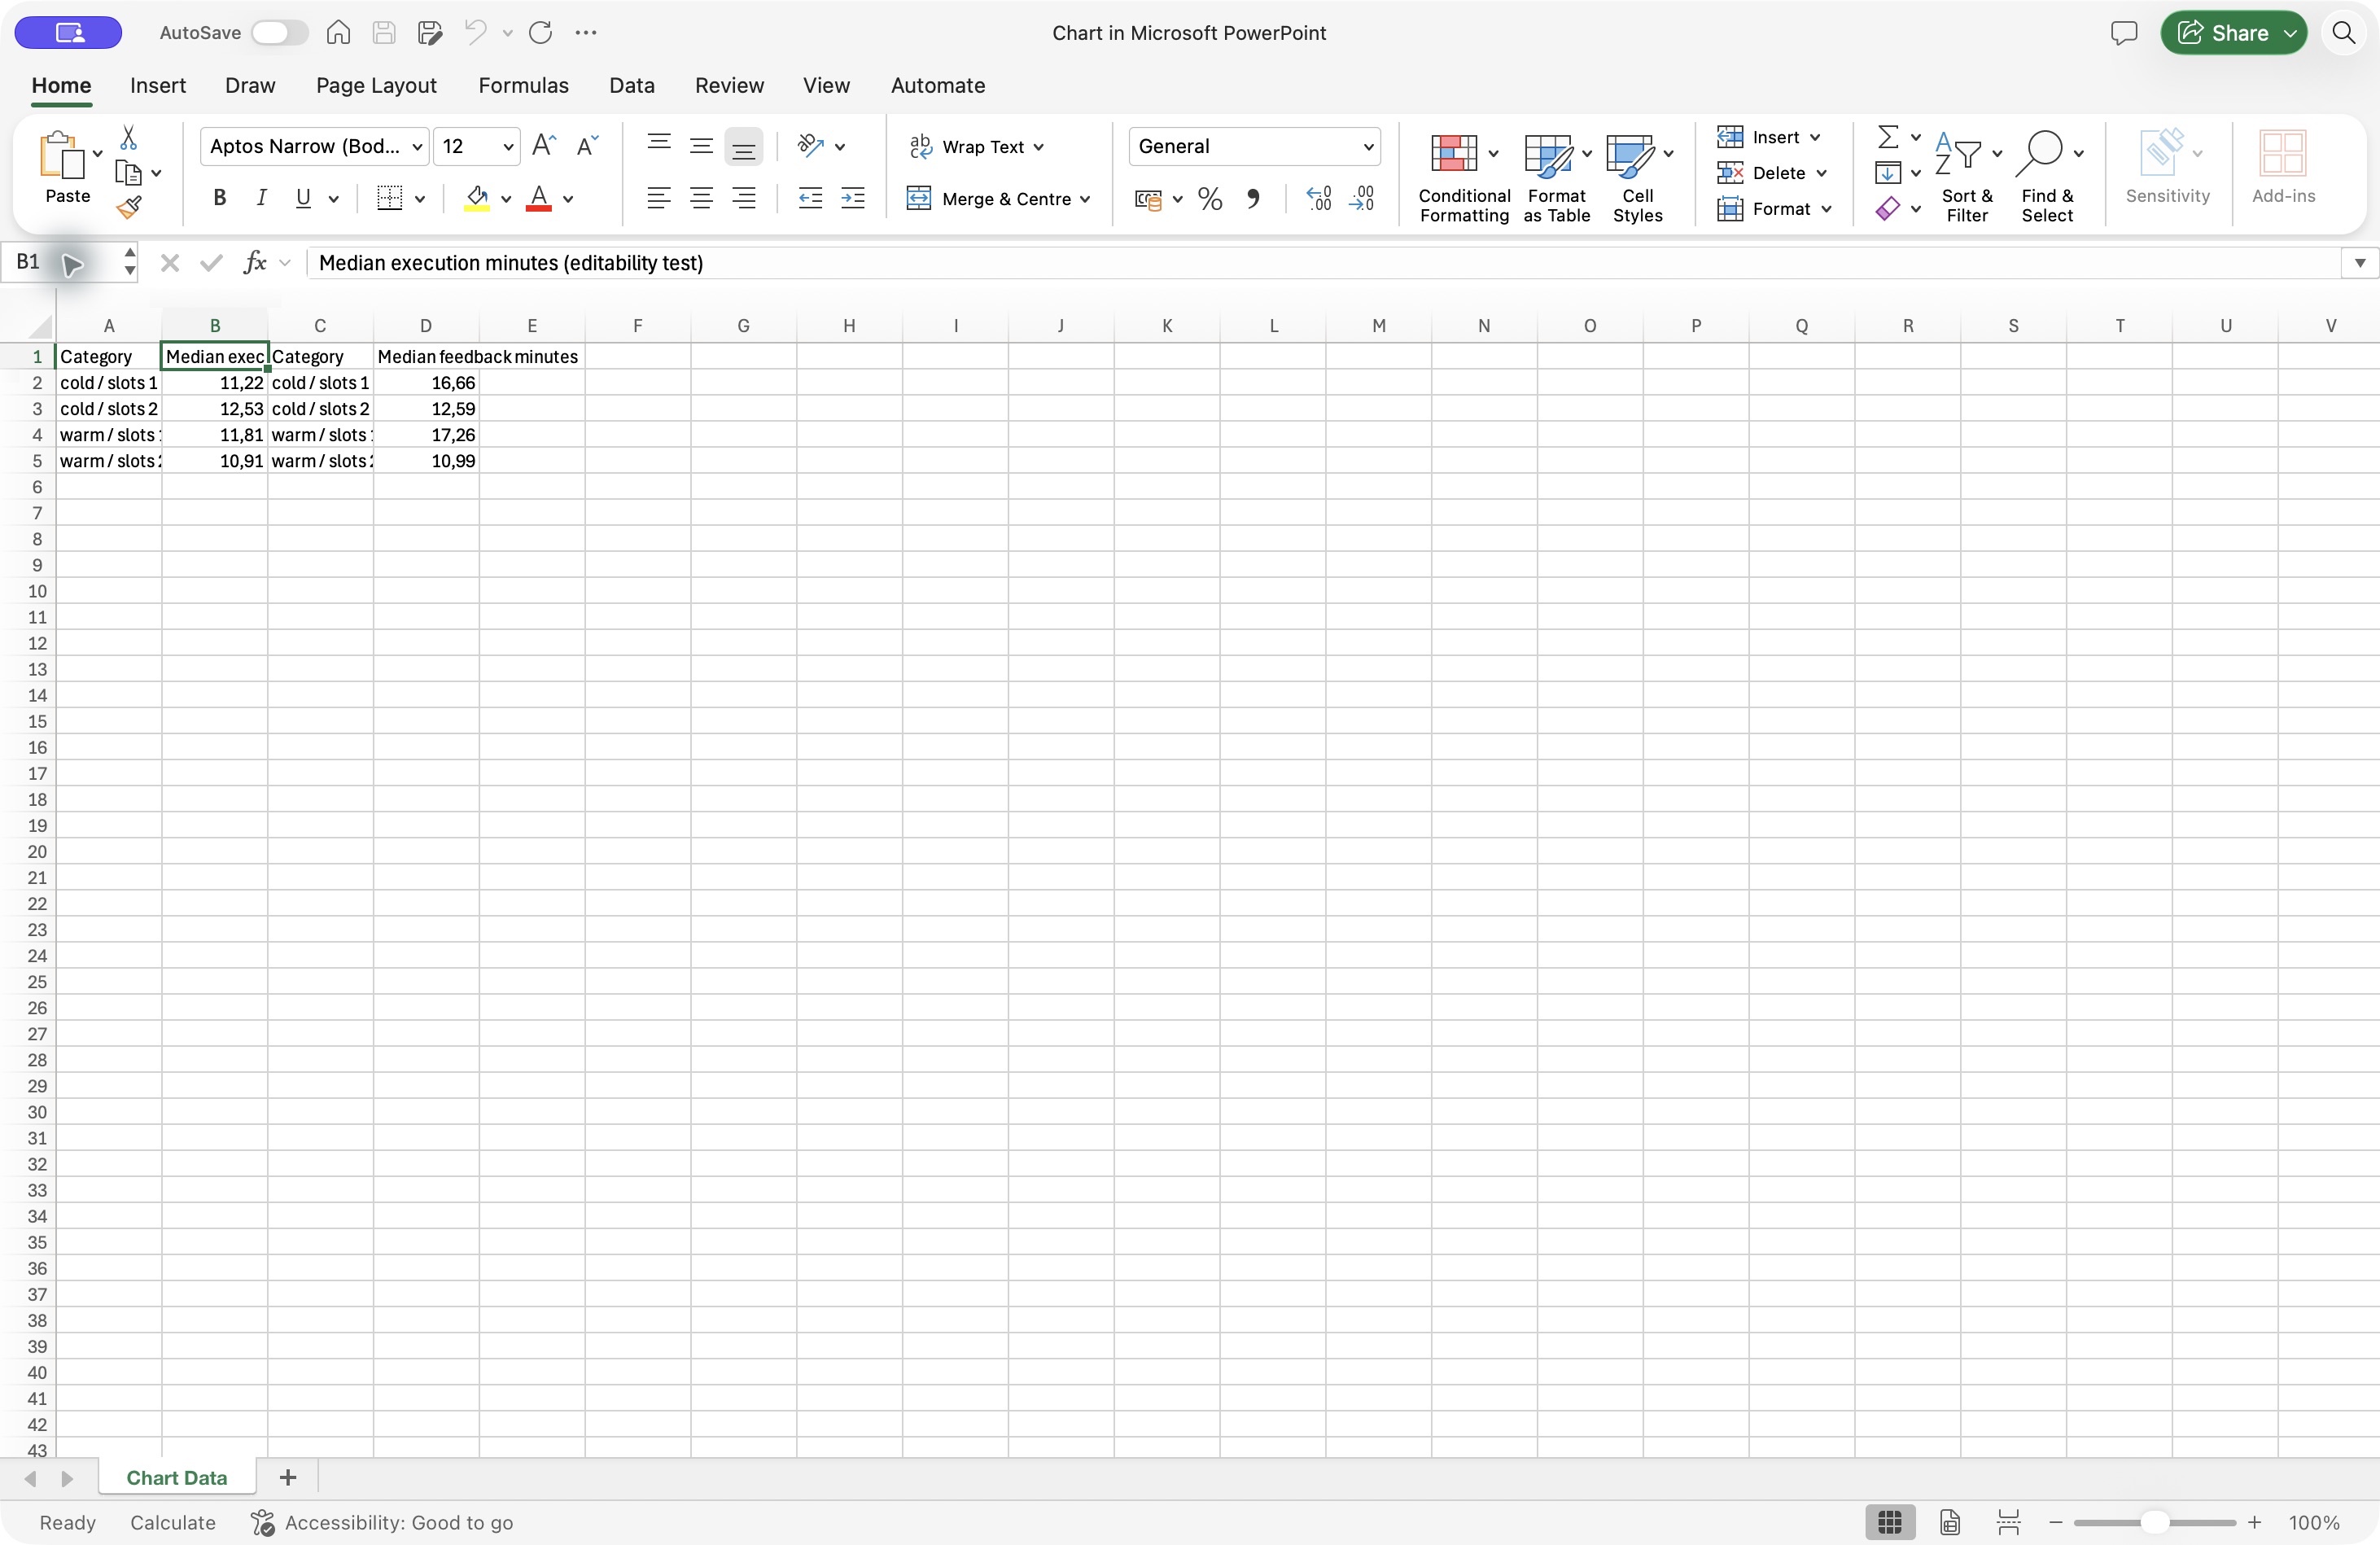 AutoSave
Chart in Microsoft PowerPoint
Share
Home Insert Draw Page Layout Formulas Data Review View Automate
Paste
Aptos Narrow (Bod... 12
B I U A
Wrap Text
Merge & Centre
General
Conditional Formatting
Format as Table
Cell Styles
Insert
Delete
Format
Sort & Filter
Find & Select
Sensitivity
Add-ins
B1 fx Median execution minutes (editability test)
A B C D E F G H I J K L M N O P Q R S T U V
1 Category Median exec Category Median feedback minutes
2 cold / slots 1 11,22 cold / slots 1 16,66
3 cold / slots 2 12,53 cold / slots 2 12,59
4 warm / slots 11,81 warm / slots 17,26
5 warm / slots 10,91 warm / slots 10,99
6
7
8
9
10
11
12
13
14
15
16
17
18
19
20
21
22
23
24
25
26
27
28
29
30
31
32
33
34
35
36
37
38
39
40
41
42
43
Chart Data
Ready Calculate Accessibility: Good to go 100%